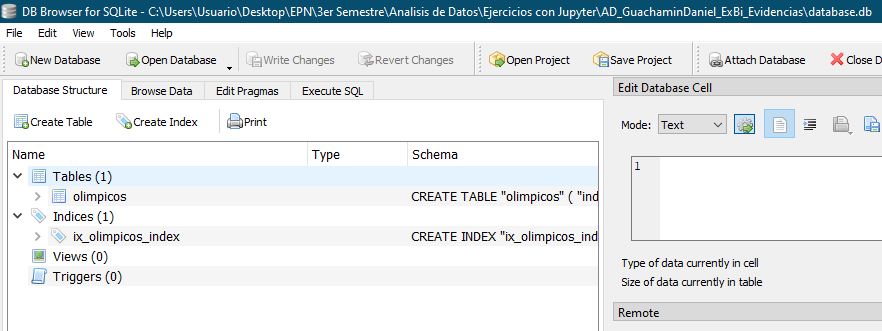 DB Browser for SQLite - C:\Users\Usuario\Desktop\EPN\3er Semestre\Analisis de Datos\Ejercicios con Jupyter\AD_GuachaminDaniel_ExBi_Evidencias\database.db
File Edit View Tools Help
New Database Open Database Write Changes Revert Changes Open Project Save Project Attach Database Close D
Database Structure Browse Data Edit Pragmas Execute SQL
Edit Database Cell
Create Table Create Index Print
Mode: Text
Name Type Schema
1
Tables (1)
olimpicos CREATE TABLE "olimpicos" ( "ind
Indices (1)
ix_olimpicos_index CREATE INDEX "ix_olimpicos_ind
Views (0)
Triggers (0)
Type of data currently in cell
Size of data currently in table
Remote